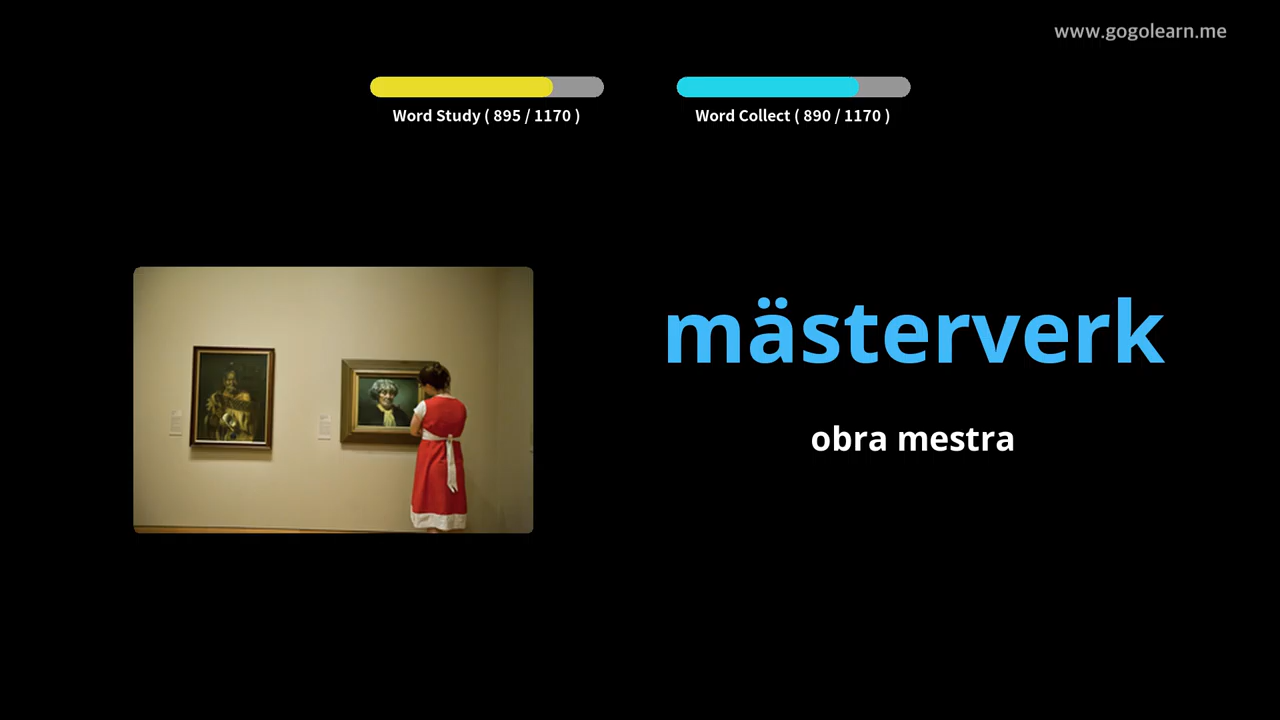 www.gogolearn.me
Word Study ( 895 / 1170 )
Word Collect ( 890 / 1170 )
mästerverk
obra mestra